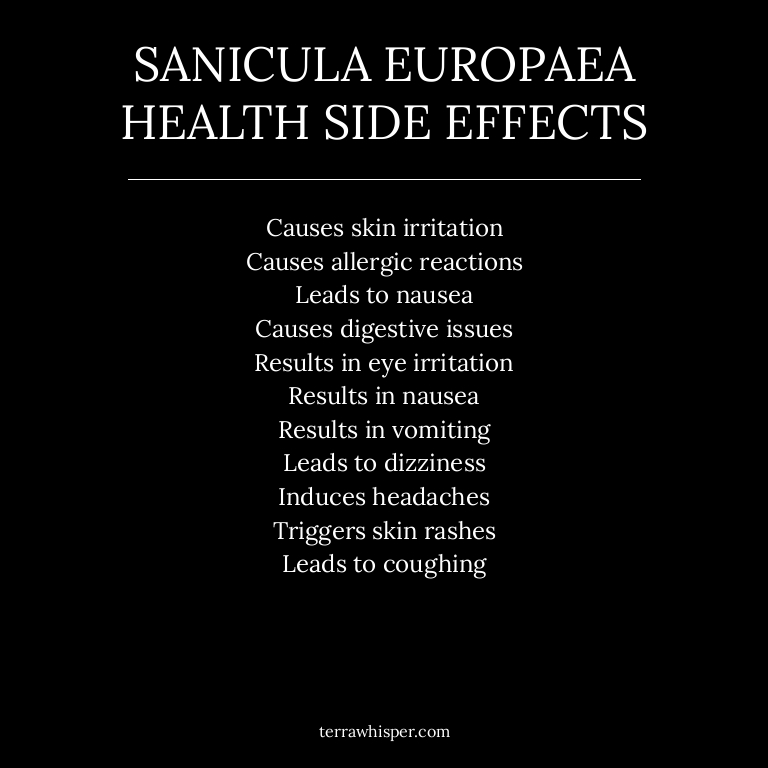 SANICULA EUROPAEA
HEALTH SIDE EFFECTS
Causes skin irritation
Causes allergic reactions
Leads to nausea
Causes digestive issues
Results in eye irritation
Results in nausea
Results in vomiting
Leads to dizziness
Induces headaches
Triggers skin rashes
Leads to coughing
terrawhisper.com